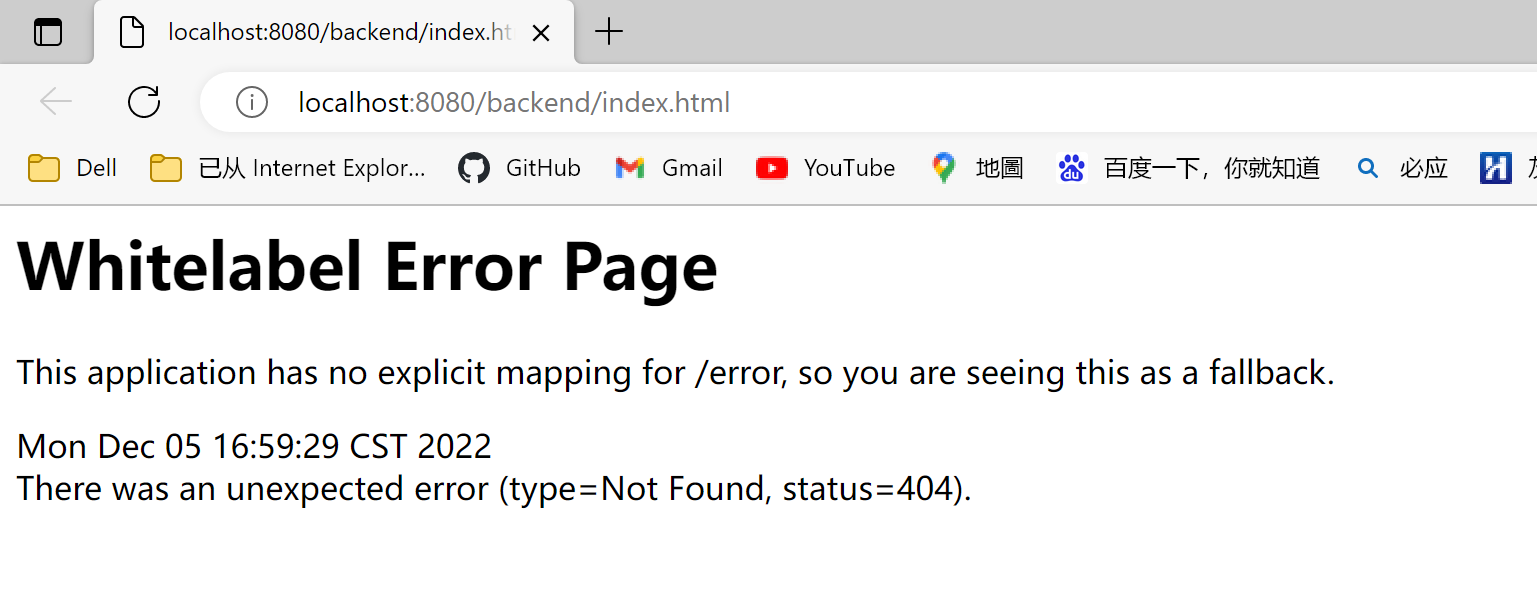 localhost:8080/backend/index.ht
localhost:8080/backend/index.html
Dell 已从 Internet Explor... GitHub Gmail YouTube 地圖 du 百度一下，你就知道 必应
Whitelabel Error Page
This application has no explicit mapping for /error, so you are seeing this as a fallback.
Mon Dec 05 16:59:29 CST 2022
There was an unexpected error (type=Not Found, status=404).